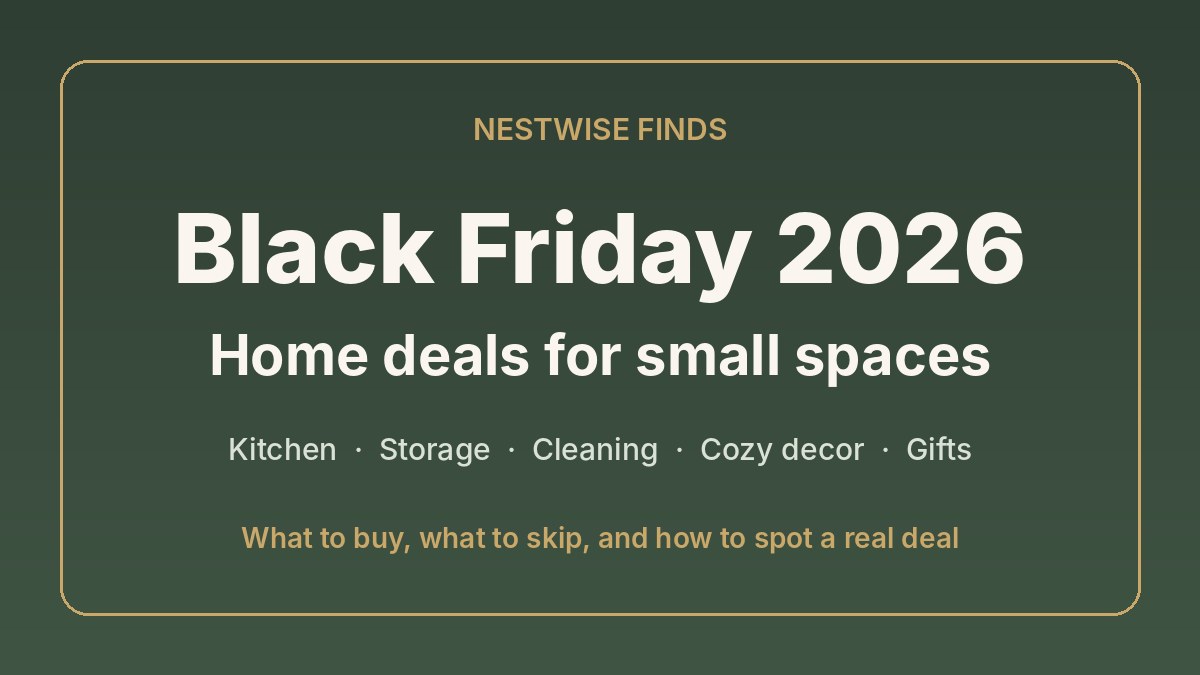 NESTWISE FINDS
Black Friday 2026
Home deals for small spaces
Kitchen · Storage · Cleaning · Cozy decor · Gifts
What to buy, what to skip, and how to spot a real deal